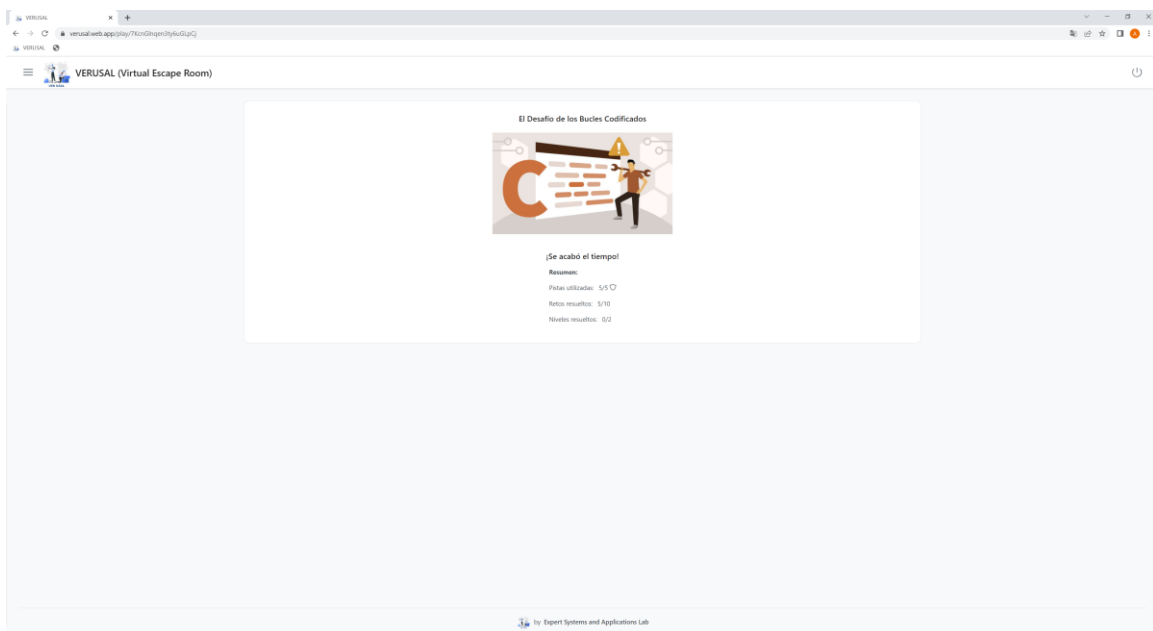 VERUSAL
verusal.web.app/play/
VERUSAL
VERUSAL (Virtual Escape Room)
El Desafío de los Bucles Codificados
C
¡Se acabó el tiempo!
Resumen:
Pistas utilizadas: 5/5
Retos resueltos: 5/10
Niveles resueltos: 0/2
by Expert Systems and Applications Lab